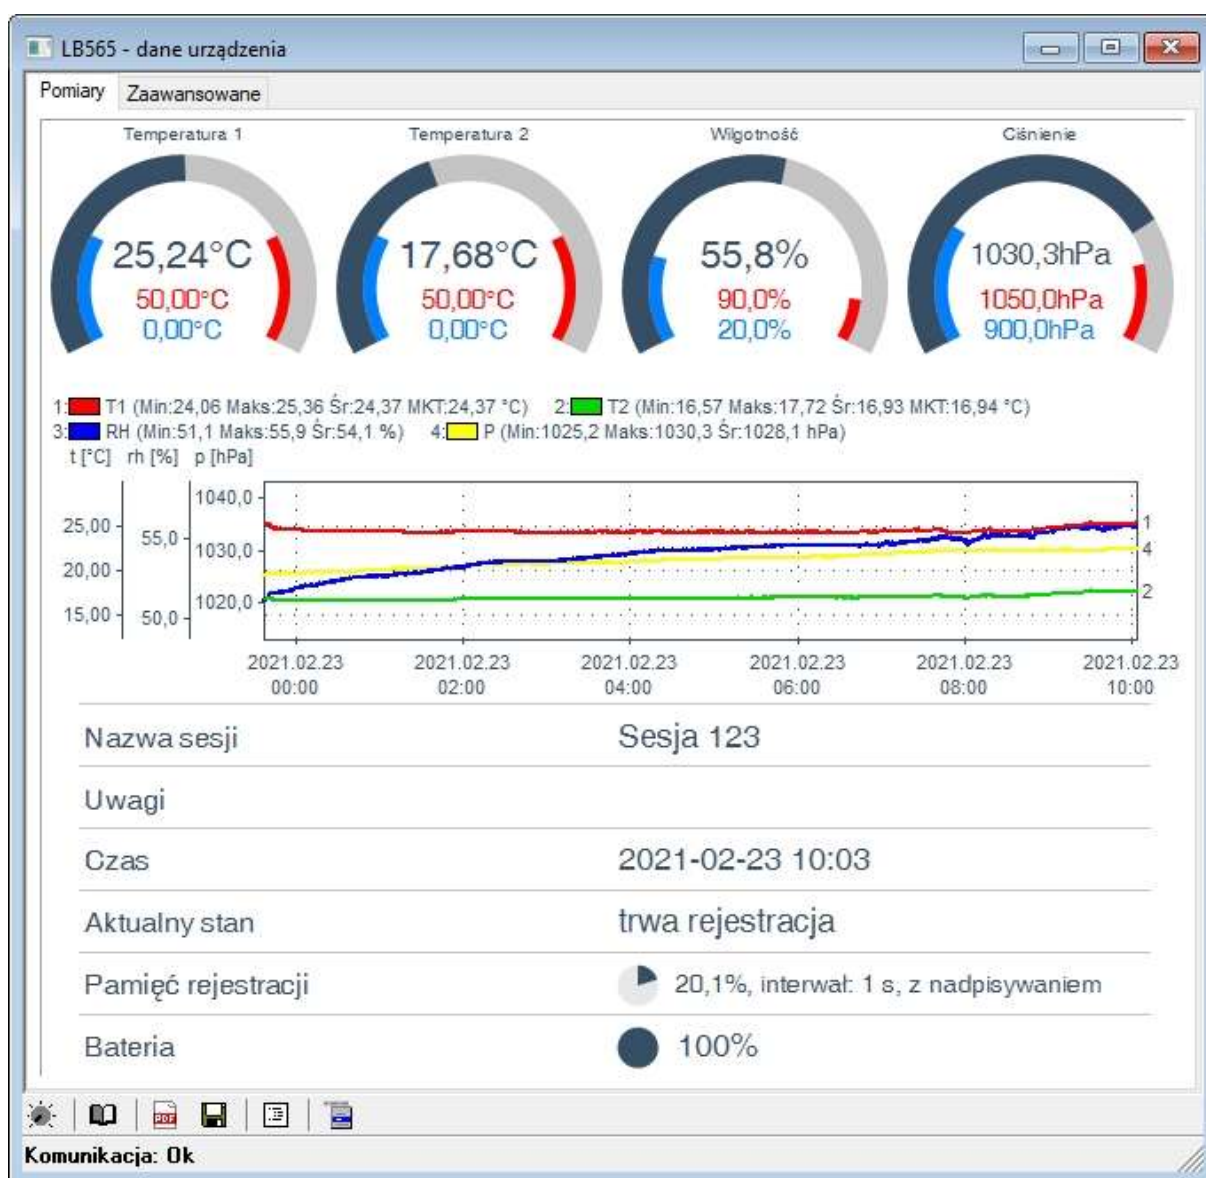 LB565 - dane urządzenia
Pomiary Zaawansowane
Temperatura 1 Temperatura 2 Wilgotność Ciśnienie
25,24°C 17,68°C 55,8% 1030,3hPa
50,00°C 50,00°C 90,0% 1050,0hPa
0,00°C 0,00°C 20,0% 900,0hPa
1: T1 (Min:24,06 Maks:25,36 Śr:24,37 MKT:24,37 °C) 2: T2 (Min:16,57 Maks:17,72 Śr:16,93 MKT:16,94 °C)
3: RH (Min:51,1 Maks:55,9 Śr:54,1 %) 4: P (Min:1025,2 Maks:1030,3 Śr:1028,1 hPa)
t [°C] rh [%] p [hPa]
1040,0
25,00 55,0 1
1030,0 4
20,00
1020,0 2
15,00 50,0
2021.02.23 2021.02.23 2021.02.23 2021.02.23 2021.02.23 2021.02.23
00:00 02:00 04:00 06:00 08:00 10:00
Nazwa sesji Sesja 123
Uwagi
Czas 2021-02-23 10:03
Aktualny stan trwa rejestracja
Pamięć rejestracji 20,1%, interwał: 1 s, z nadpisywaniem
Bateria 100%
PDF
Komunikacja: Ok